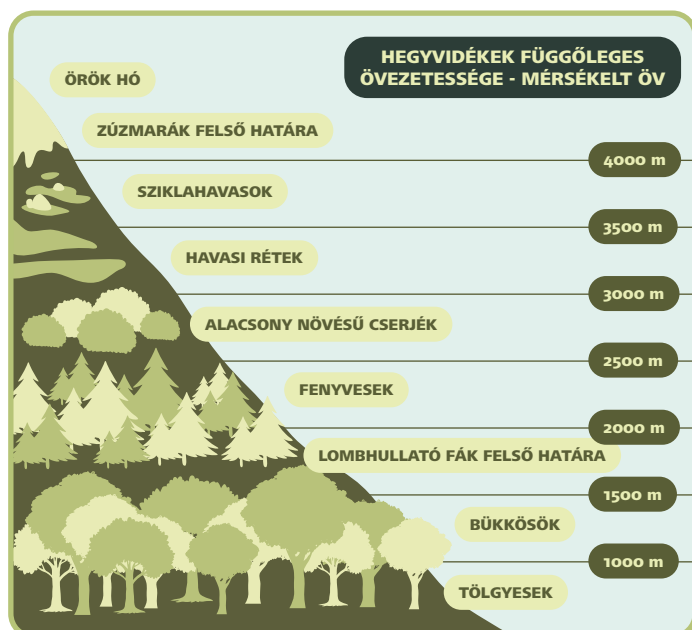 HEGYVIDÉKEK FÜGGŐLEGES
ÖVEZETESSÉGE - MÉRSÉKELT ÖV
ÖRÖK HÓ
ZÚZMARÁK FELSŐ HATÁRA
4000 m
SZIKLAHAVASOK
3500 m
HAVASI RÉTEK
3000 m
ALACSONY NÖVÉSŰ CSERJÉK
2500 m
FENYVESEK
2000 m
LOMBHULLATÓ FÁK FELSŐ HATÁRA
1500 m
BÜKKÖSÖK
1000 m
TÖLGYESEK